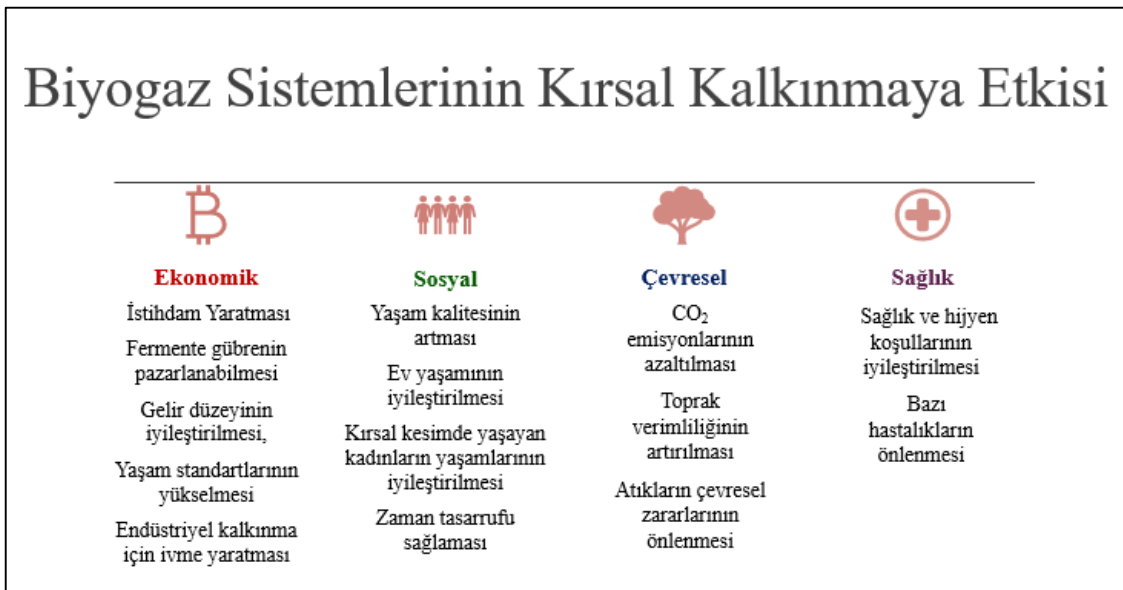 Biyogaz Sistemlerinin Kırsal Kalkınmaya Etkisi
Ekonomik
İstihdam Yaratması
Fermente gübrenin
pazarlanabilmesi
Gelir düzeyinin
iyileştirilmesi,
Yaşam standartlarının
yükselmesi
Endüstriyel kalkınma
için ivme yaratması
Sosyal
Yaşam kalitesinin
artması
Ev yaşamının
iyileştirilmesi
Kırsal kesimde yaşayan
kadınların yaşamlarının
iyileştirilmesi
Zaman tasarrufu
sağlaması
Çevresel
CO₂
emisyonlarının
azaltılması
Toprak
verimliliğinin
artırılması
Atıkların çevresel
zararlarının
önlenmesi
Sağlık
Sağlık ve hijyen
koşullarının
iyileştirilmesi
Bazı
hastalıkların
önlenmesi